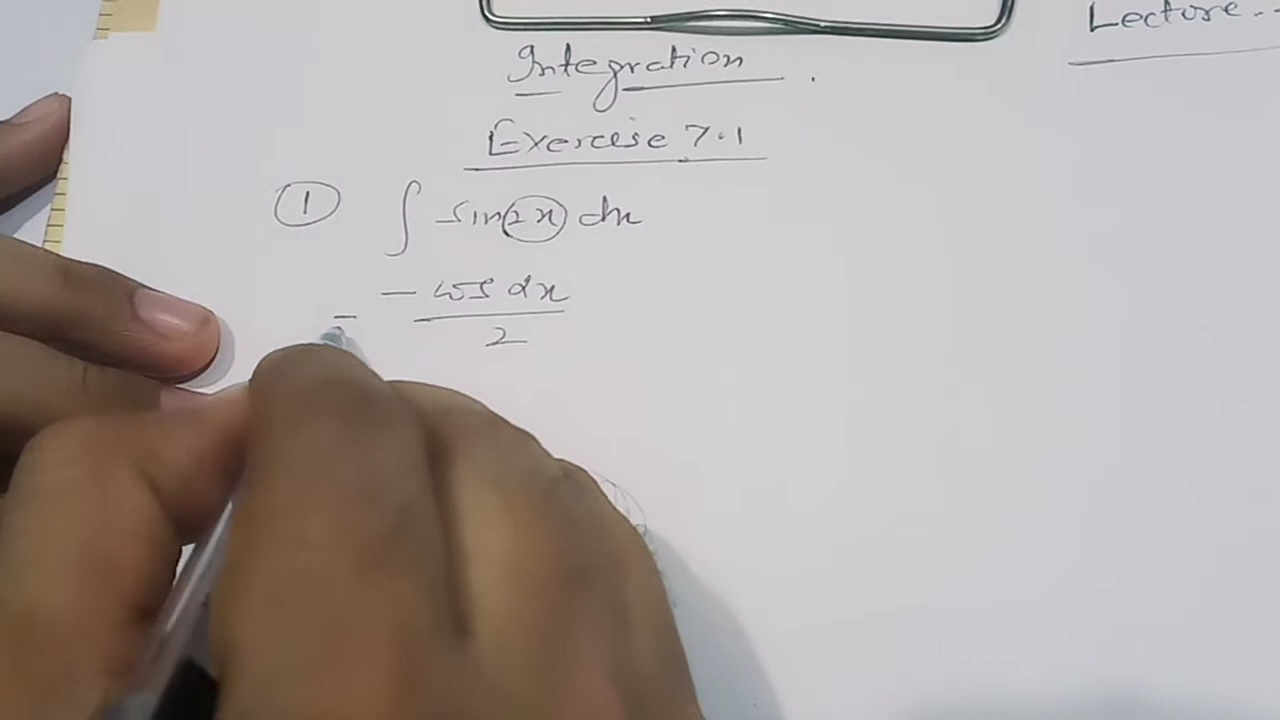 Lecture..
Integration.
Exercise 7.1
① ∫ sin 2x dx
= - cos 2x / 2